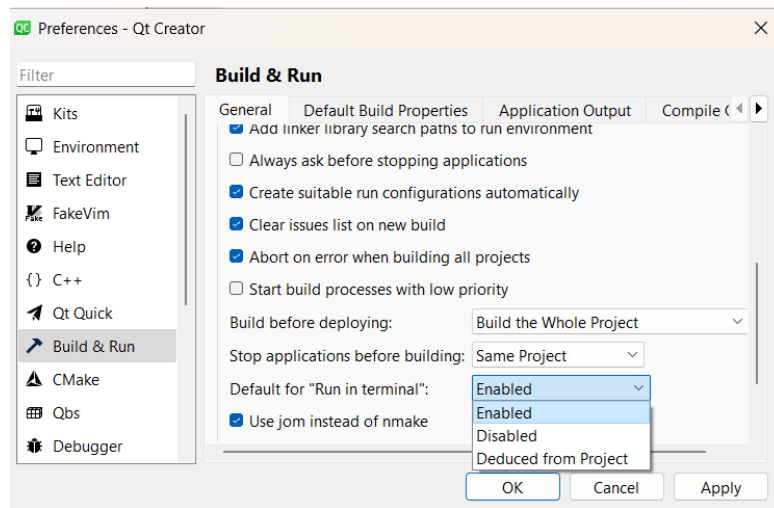 Preferences - Qt Creator
Filter
Build & Run
Kits
Environment
Text Editor
FakeVim
Help
C++
Qt Quick
Build & Run
CMake
Qbs
Debugger
General Default Build Properties Application Output Compile
Add linker library search paths to run environment
Always ask before stopping applications
Create suitable run configurations automatically
Clear issues list on new build
Abort on error when building all projects
Start build processes with low priority
Build before deploying: Build the Whole Project
Stop applications before building: Same Project
Default for "Run in terminal": Enabled
Enabled
Disabled
Deduced from Project
Use jom instead of nmake
OK Cancel Apply